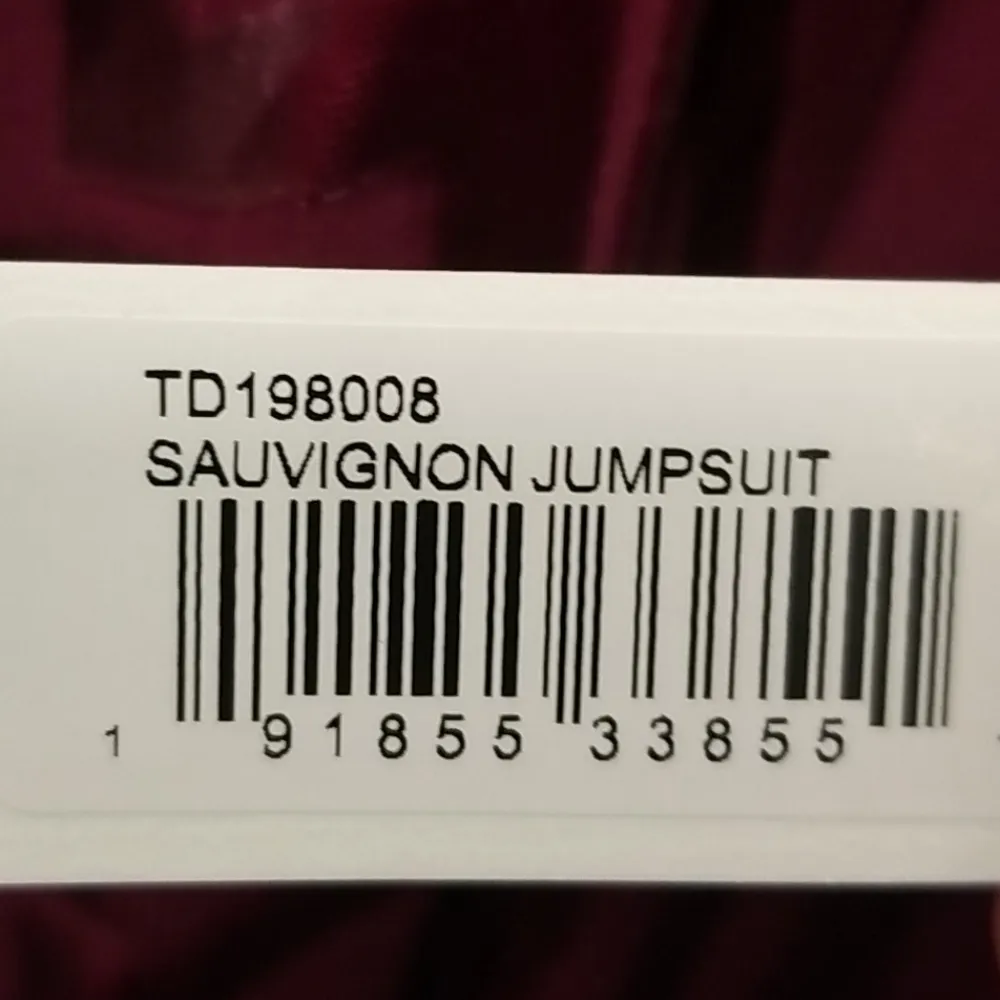 TD198008
SAUVIGNON JUMPSUIT
1 91855 33855